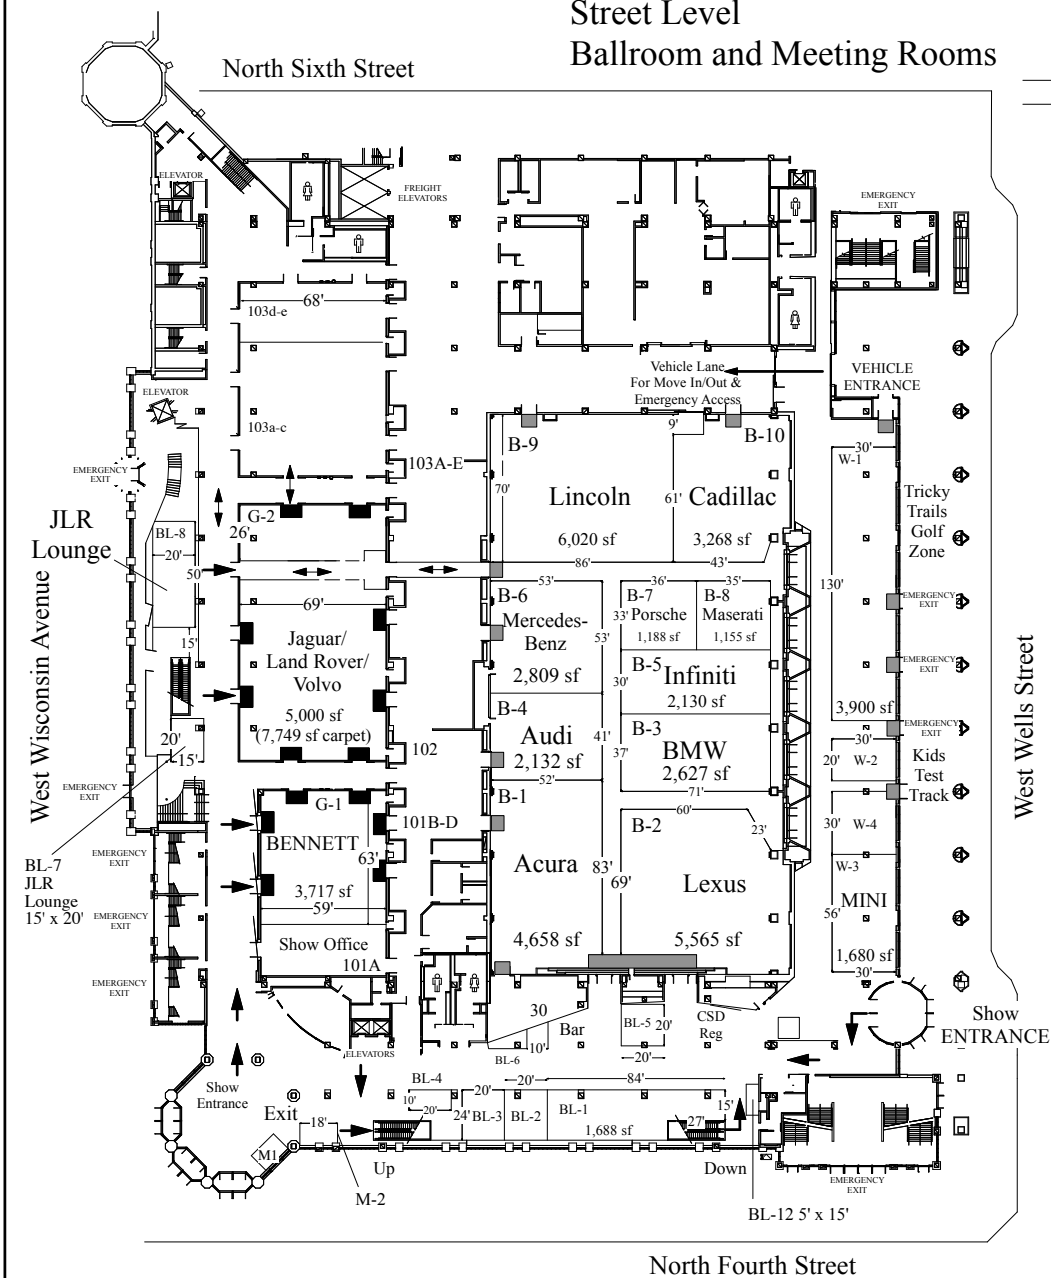 Street Level
Ballroom and Meeting Rooms
North Sixth Street
ELEVATOR
FREIGHT
ELEVATORS
EMERGENCY
EXIT
68'
103d-e
Vehicle Lane
For Move In/Out &
Emergency Access
VEHICLE
ENTRANCE
ELEVATOR
103a-c
B-9
9'
B-10
30'
W-1
103A-E
EMERGENCY
EXIT
70'
Lincoln
61'
Cadillac
Tricky
Trails
Golf
Zone
JLR
Lounge
G-2
26'
BL-8
20'
50'
6,020 sf
3,268 sf
86'
43'
53'
36'
35'
130'
B-6
B-7
B-8
EMERGENCY
EXIT
69'
Mercedes-
Benz
33'
Porsche
Maserati
1,188 sf
1,155 sf
53'
15'
Jaguar/
Land Rover/
Volvo
B-5
Infiniti
EMERGENCY
EXIT
2,809 sf
30'
2,130 sf
5,000 sf
(7,749 sf carpet)
B-4
B-3
3,900 sf
EMERGENCY
EXIT
20'
15'
102
Audi
2,132 sf
41'
37'
BMW
2,627 sf
30'
20'
W-2
Kids
Test
Track
52'
71'
EMERGENCY
EXIT
West Wisconsin Avenue
West Wells Street
G-1
B-1
60'
B-2
23'
101B-D
30'
W-4
BENNETT
63'
EMERGENCY
EXIT
BL-7
JLR
Lounge
15' x 20'
Acura
83'
69'
Lexus
W-3
MINI
3,717 sf
59'
56'
EMERGENCY
EXIT
Show Office
101A
4,658 sf
5,565 sf
1,680 sf
30'
EMERGENCY
EXIT
30
Bar
BL-5
20'
CSD
Reg
Show
ENTRANCE
10'
BL-6
20'
ELEVATORS
Show
Entrance
BL-4
20'
20'
84'
Exit
10'
20'
24'
BL-3
BL-2
BL-1
15'
18'
1,688 sf
27'
M1
Up
Down
M-2
EMERGENCY
EXIT
BL-12 5' x 15'
North Fourth Street